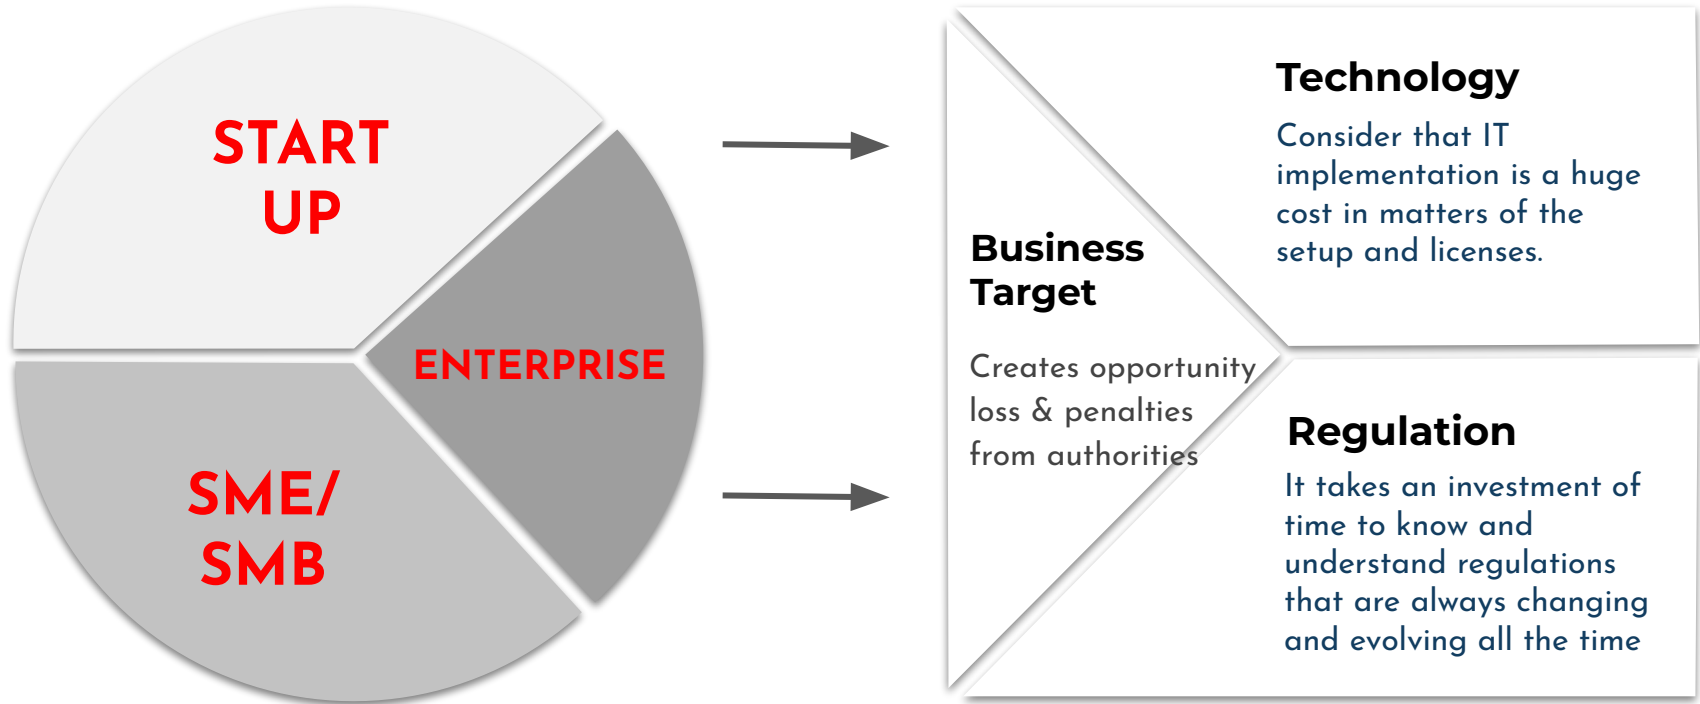 START
UP
ENTERPRISE
SME/
SMB
Business
Target
Creates opportunity
loss & penalties
from authorities
Technology
Consider that IT
implementation is a huge
cost in matters of the
setup and licenses.
Regulation
It takes an investment of
time to know and
understand regulations
that are always changing
and evolving all the time